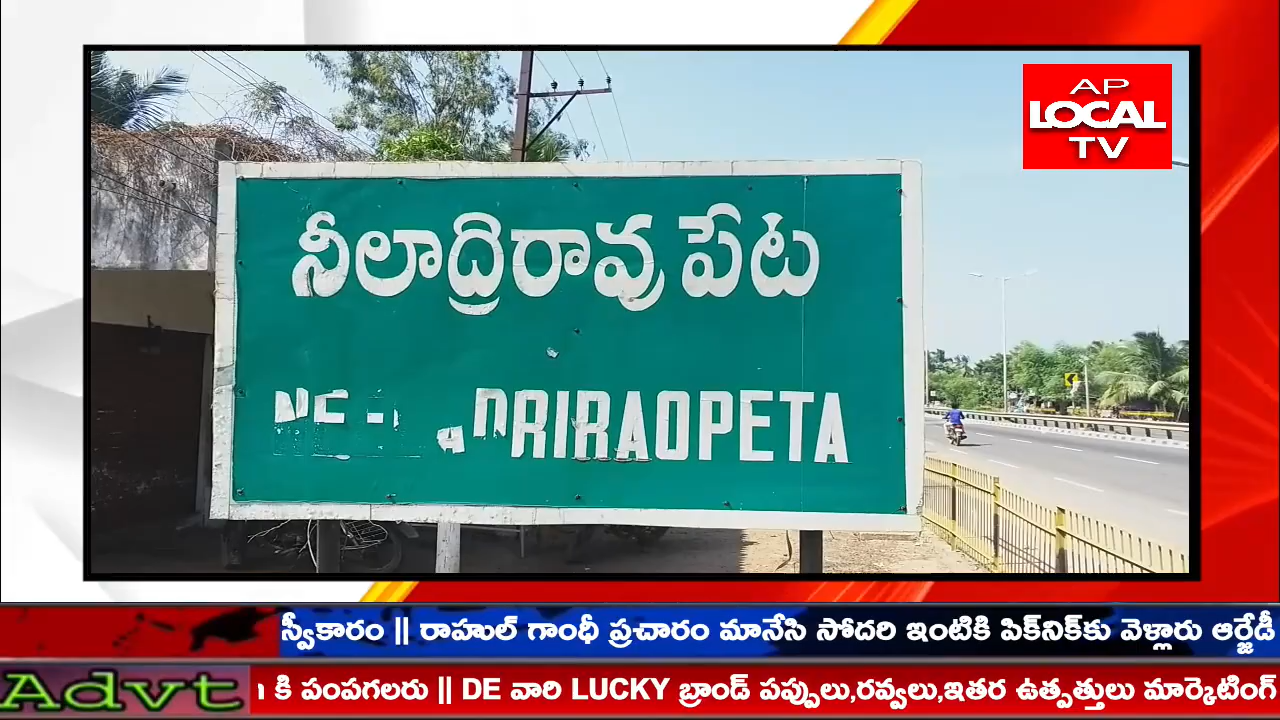 AP
LOCAL
TV
నీలాద్రిరావు పేట
DRIRAOPETA
స్వీకారం || రాహుల్ గాంధీ ప్రచారం మానేసి సోదరి ఇంటికి పిక్‌నిక్‌కు వెళ్లారు ఆర్జేడీ
Advt
కి పంపగలరు || DE వారి LUCKY బ్రాండ్ పప్పులు,రవ్వలు,ఇతర ఉత్పత్తులు మార్కెటింగ్